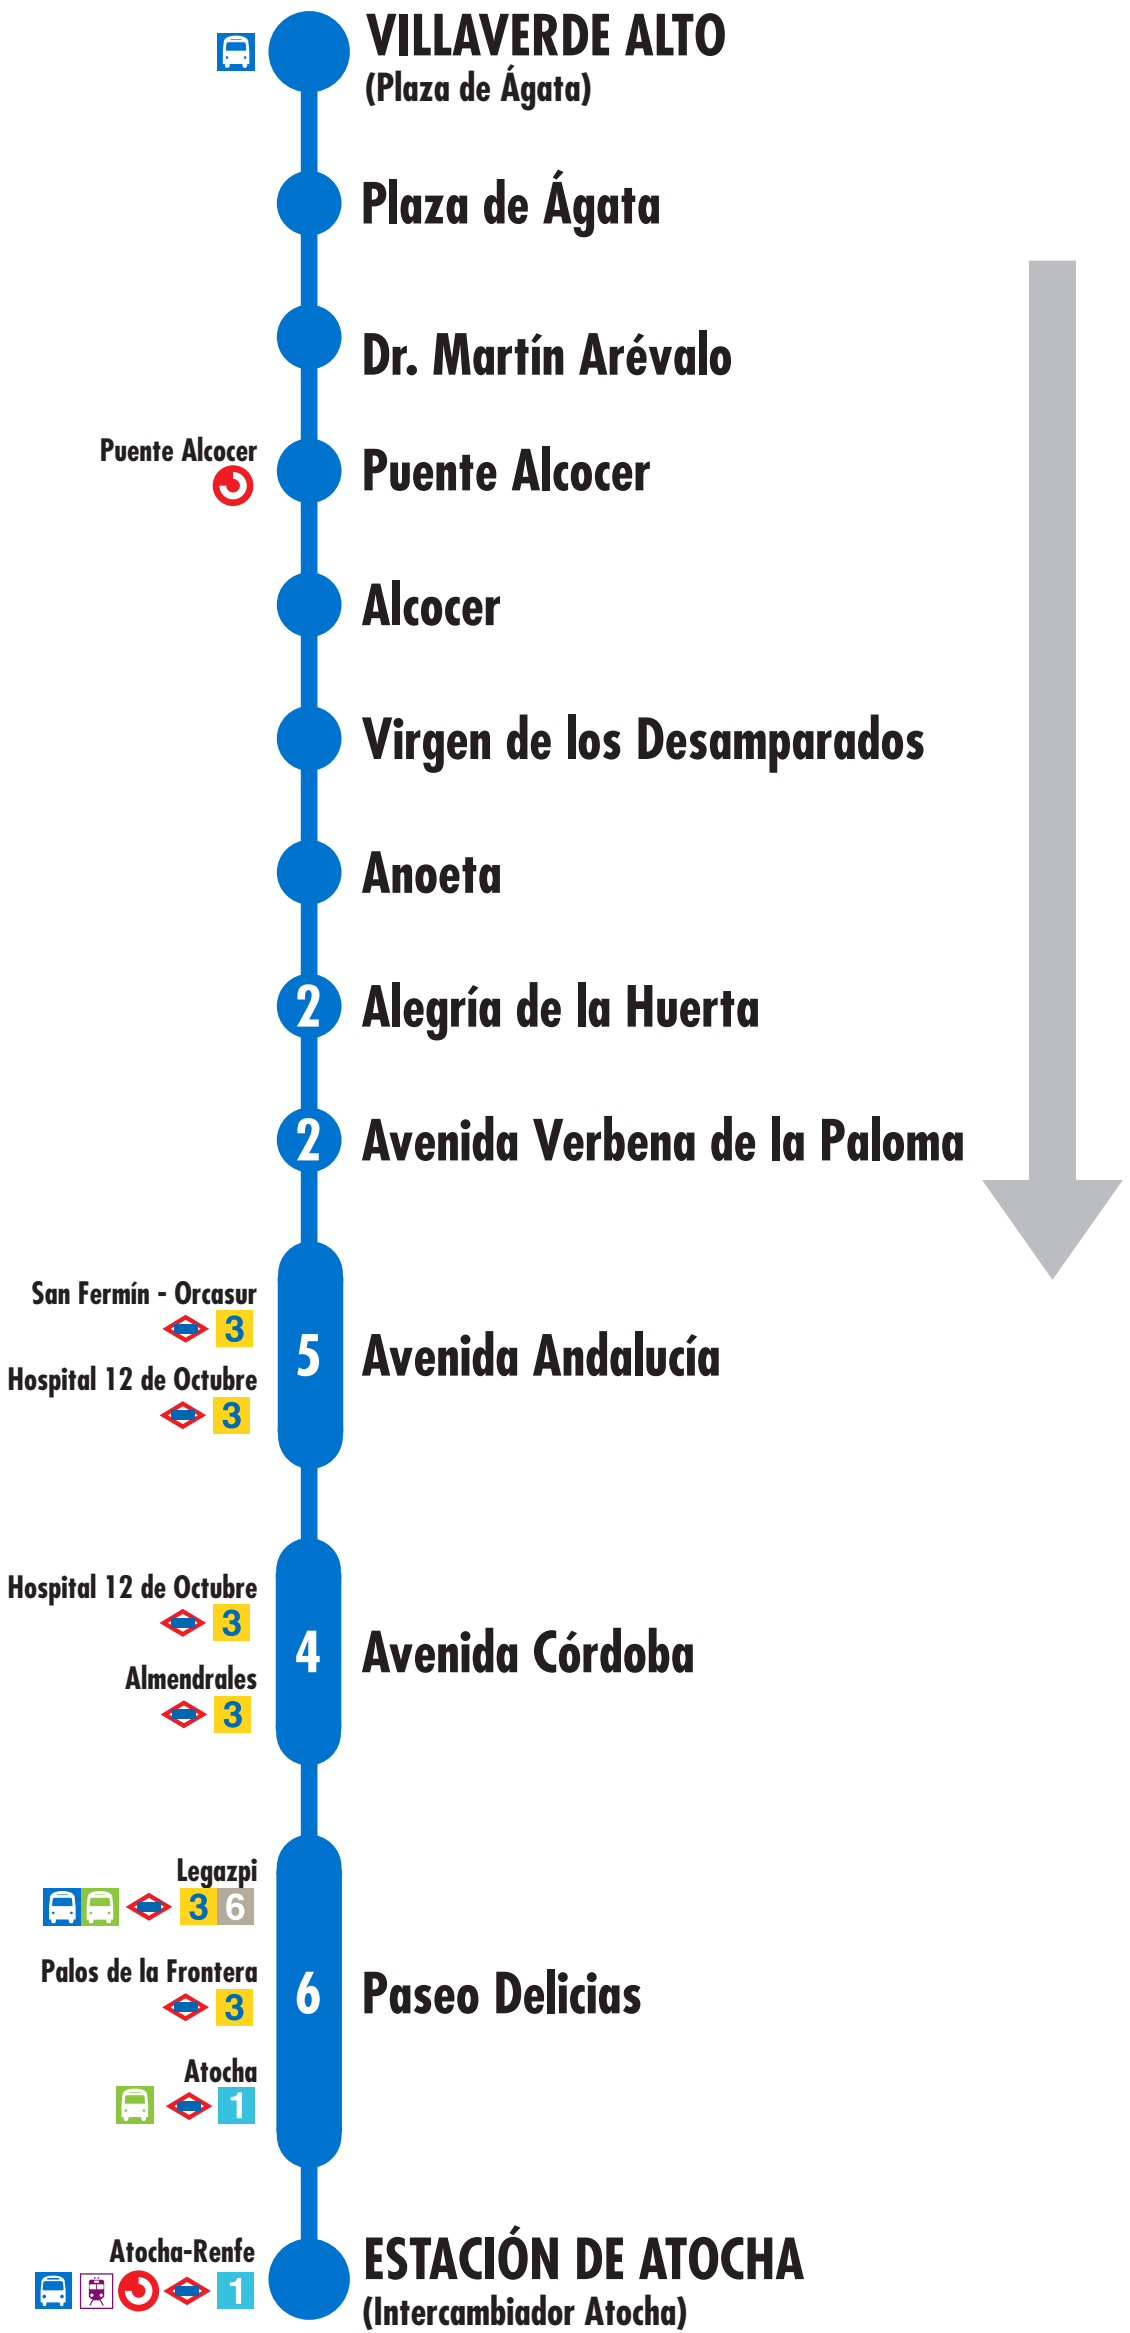 VILLAVERDE ALTO
(Plaza de Ágata)
Plaza de Ágata
Dr. Martín Arévalo
Puente Alcocer
Puente Alcocer
Alcocer
Virgen de los Desamparados
Anoeta
2 Alegría de la Huerta
2 Avenida Verbena de la Paloma
San Fermín - Orcasur
3
Hospital 12 de Octubre
3
5 Avenida Andalucía
Hospital 12 de Octubre
3
Almendrales
3
4 Avenida Córdoba
Legazpi
3 6
Palos de la Frontera
3
Atocha
1
6 Paseo Delicias
Atocha-Renfe
1
ESTACIÓN DE ATOCHA
(Intercambiador Atocha)